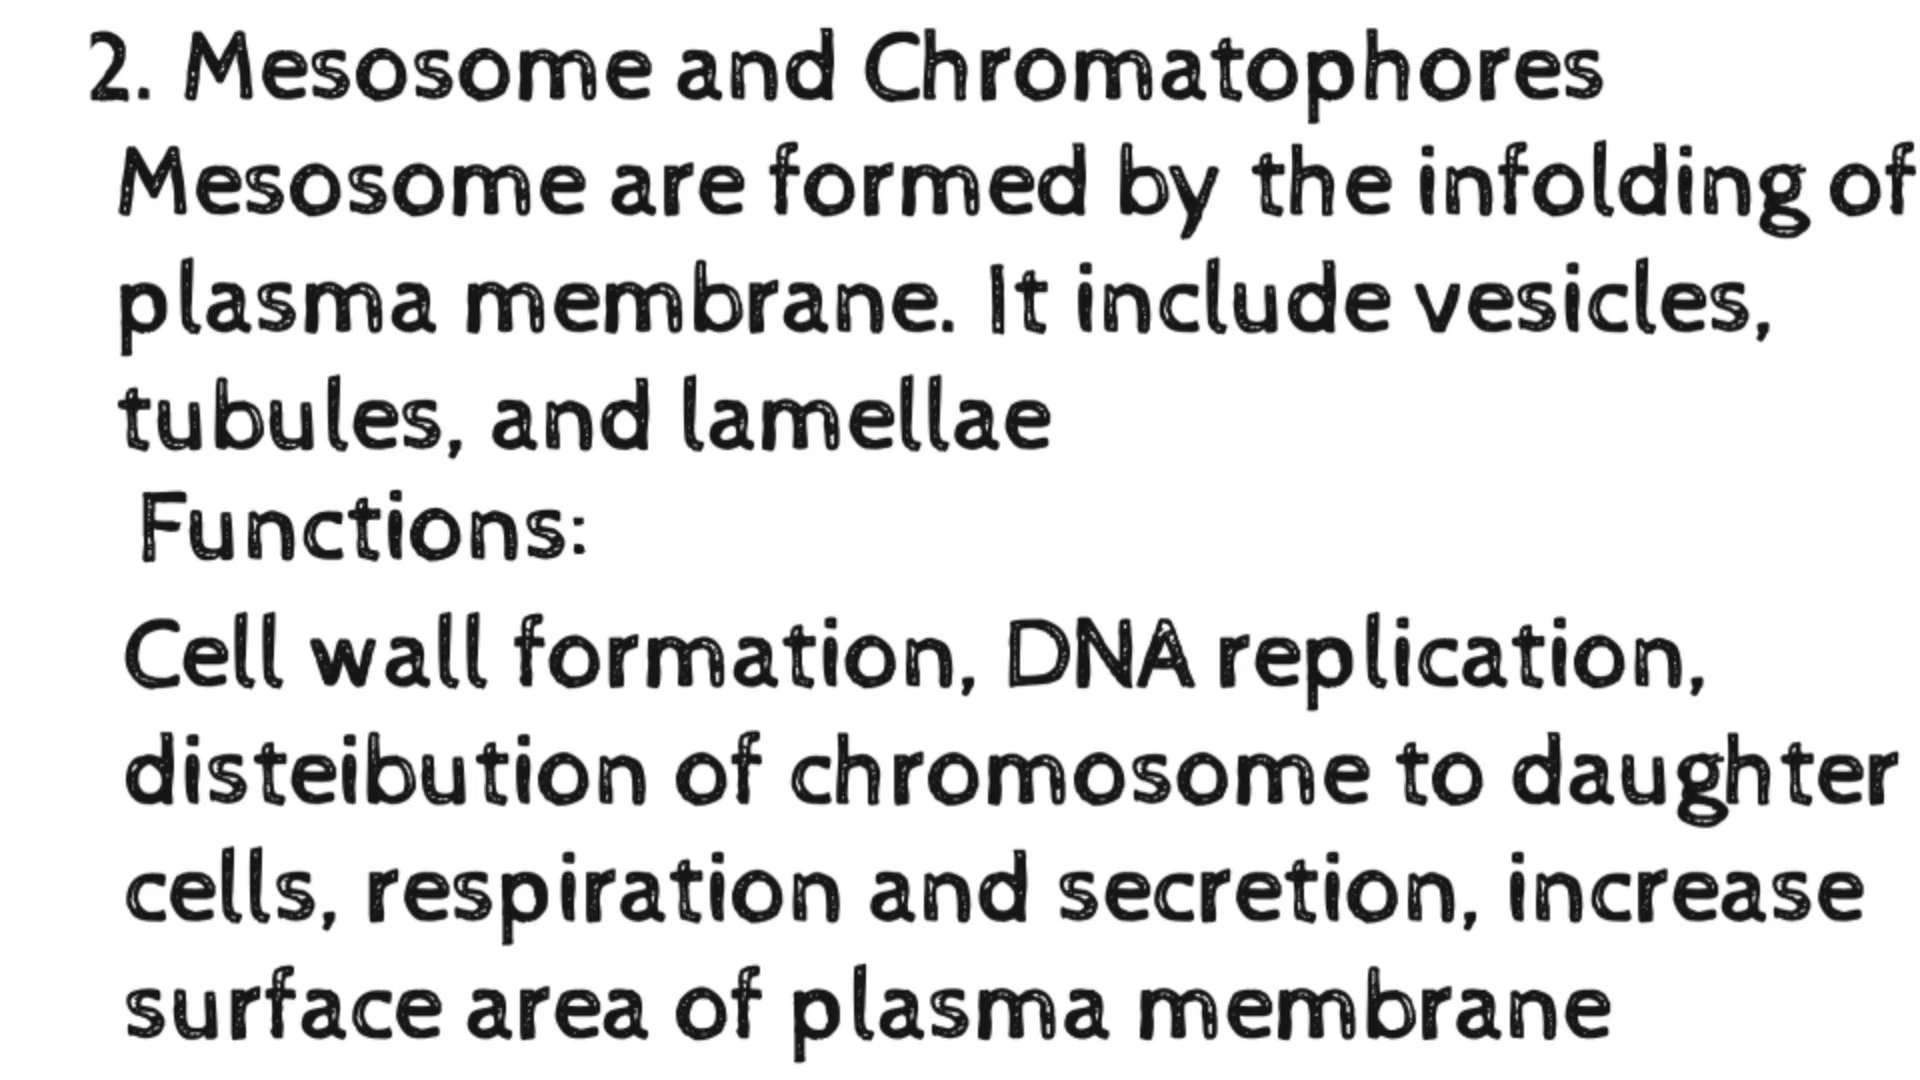 2. Mesosome and Chromatophores
Mesosome are formed by the infolding of
plasma membrane. It include vesicles,
tubules, and lamellae
Functions:
Cell wall formation, DNA replication,
disteibution of chromosome to daughter
cells, respiration and secretion, increase
surface area of plasma membrane